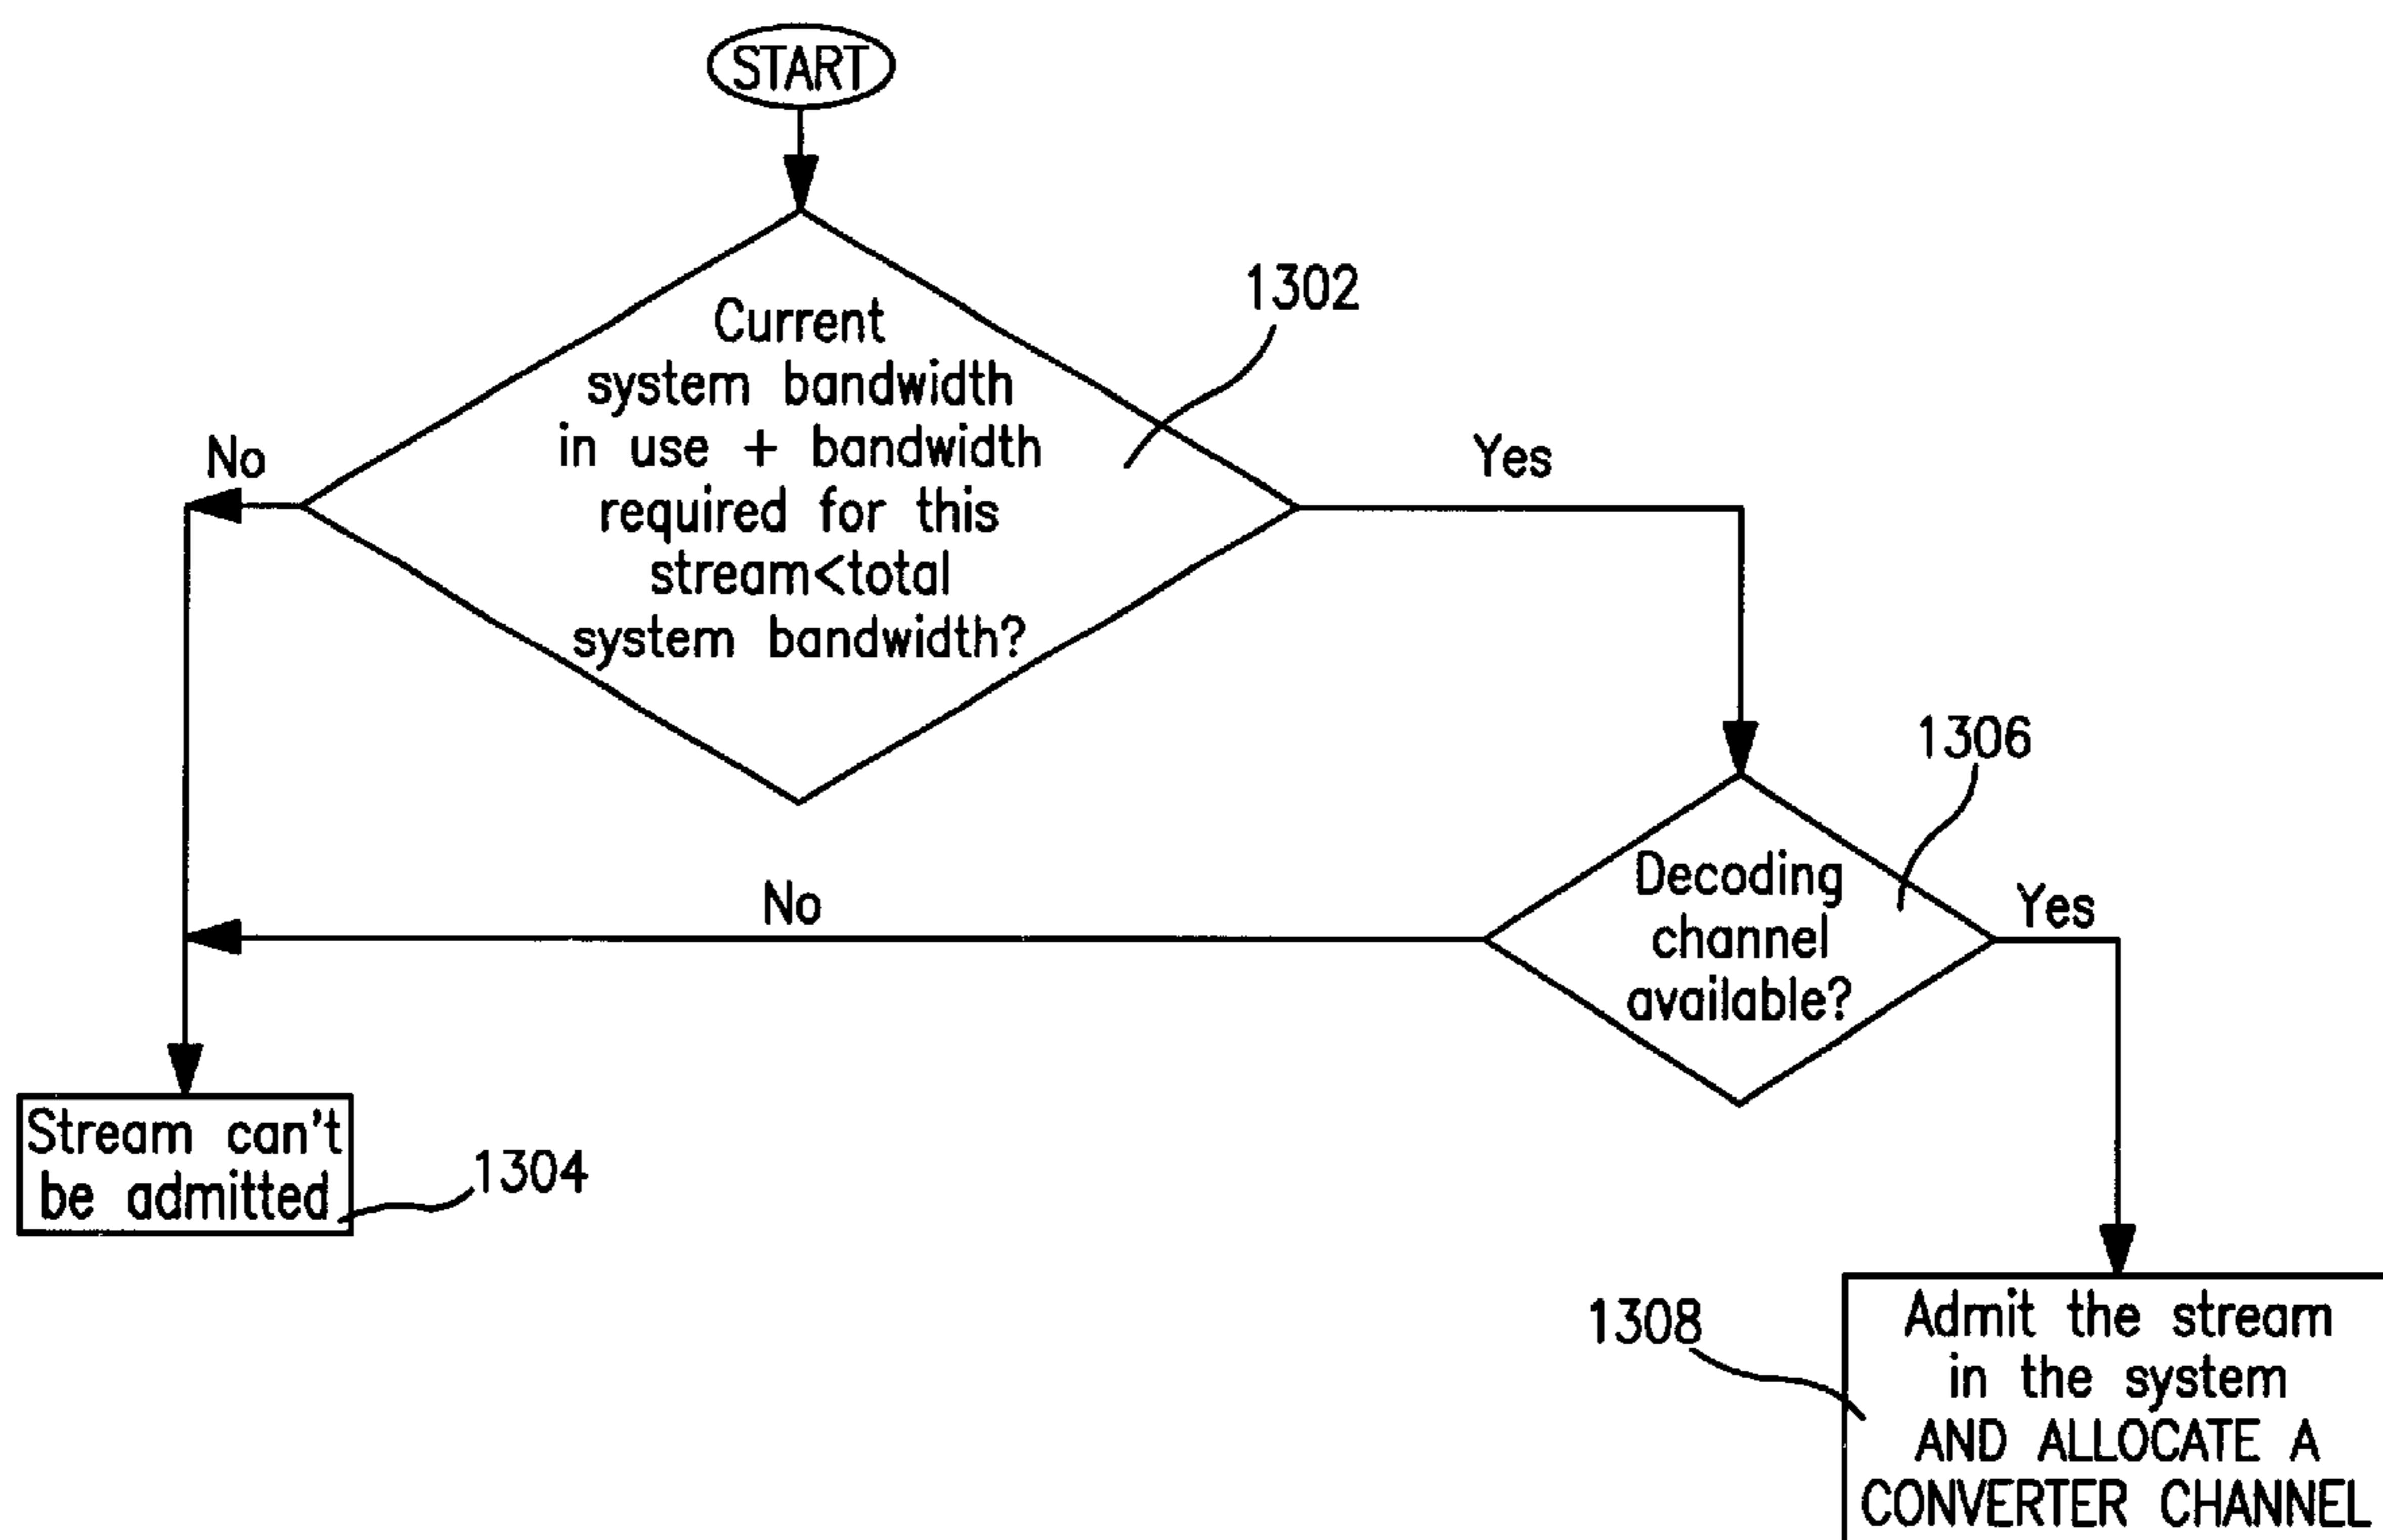 START
1302
Current
system bandwidth
in use + bandwidth
required for this
stream<total
system bandwidth?
No
Yes
1306
Decoding
channel
available?
No
Yes
Stream can't
be admitted
1304
1308
Admit the stream
in the system
AND ALLOCATE A
CONVERTER CHANNEL